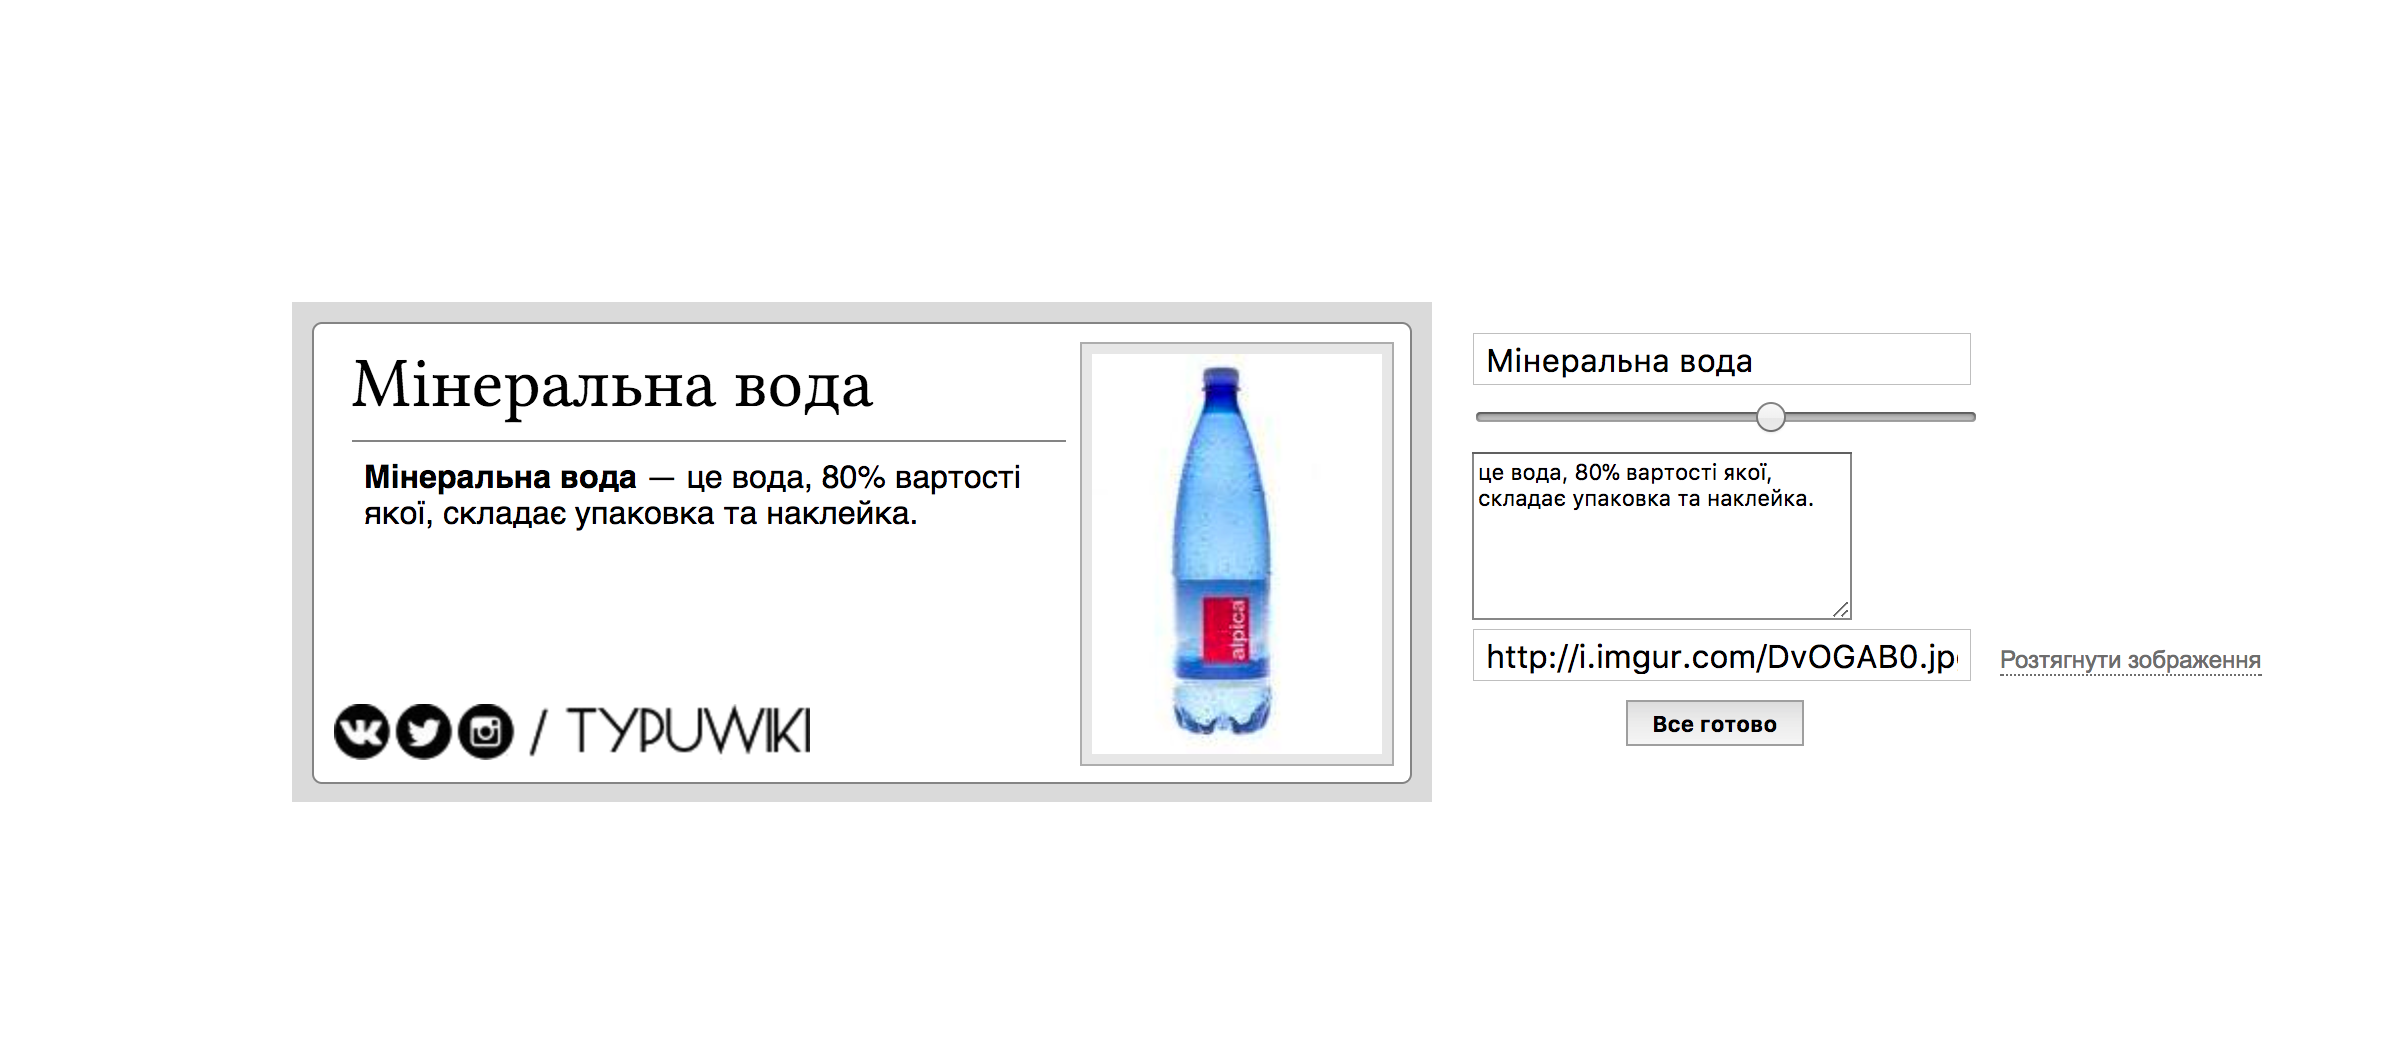 Мінеральна вода
Мінеральна вода — це вода, 80% вартості
якої, складає упаковка та наклейка.
alpica
/ TYPUWIKI
Мінеральна вода
це вода, 80% вартості якої,
складає упаковка та наклейка.
http://i.imgur.com/DvOGAB0.jp
Розтягнути зображення
Все готово